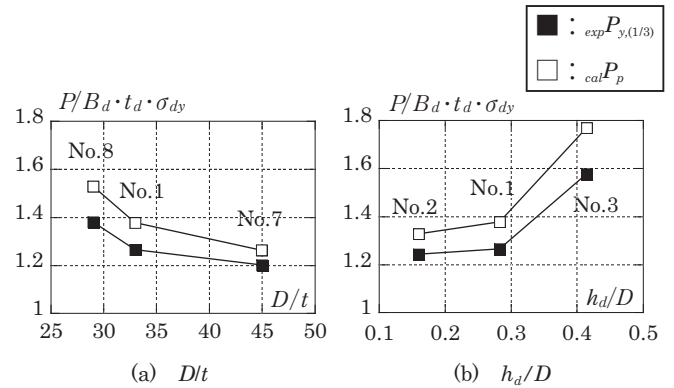 ■ : expPy,(1/3)
□ : calPp
P/Bd・td・σdy
1.8
1.6
1.4
1.2
1
No.8
No.1
No.7
D/t
25 30 35 40 45 50
(a) D/t
P/Bd・td・σdy
1.8
1.6
1.4
1.2
1
No.2
No.1
No.3
hd/D
0.1 0.2 0.3 0.4 0.5
(b) hd/D